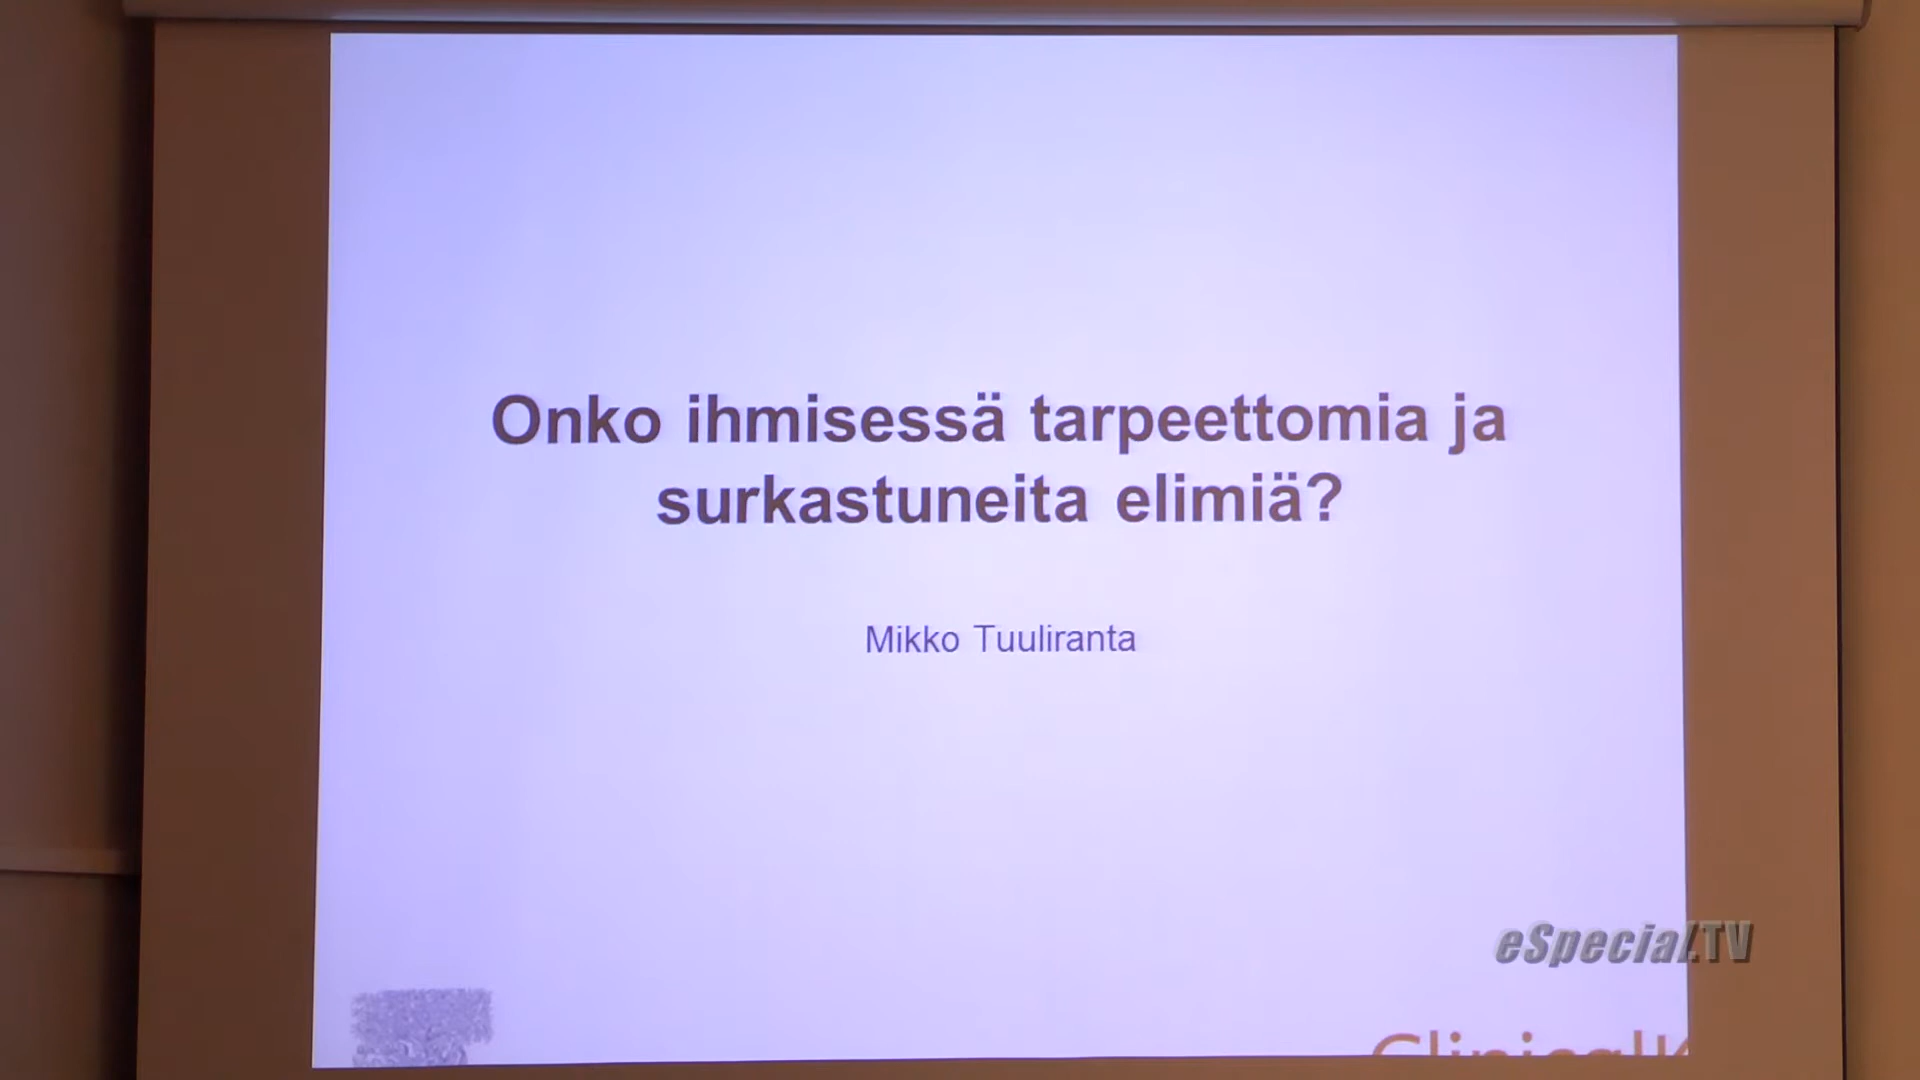 Onko ihmisessä tarpeettomia ja
surkastuneita elimiä?
Mikko Tuuliranta
eSpecial.TV